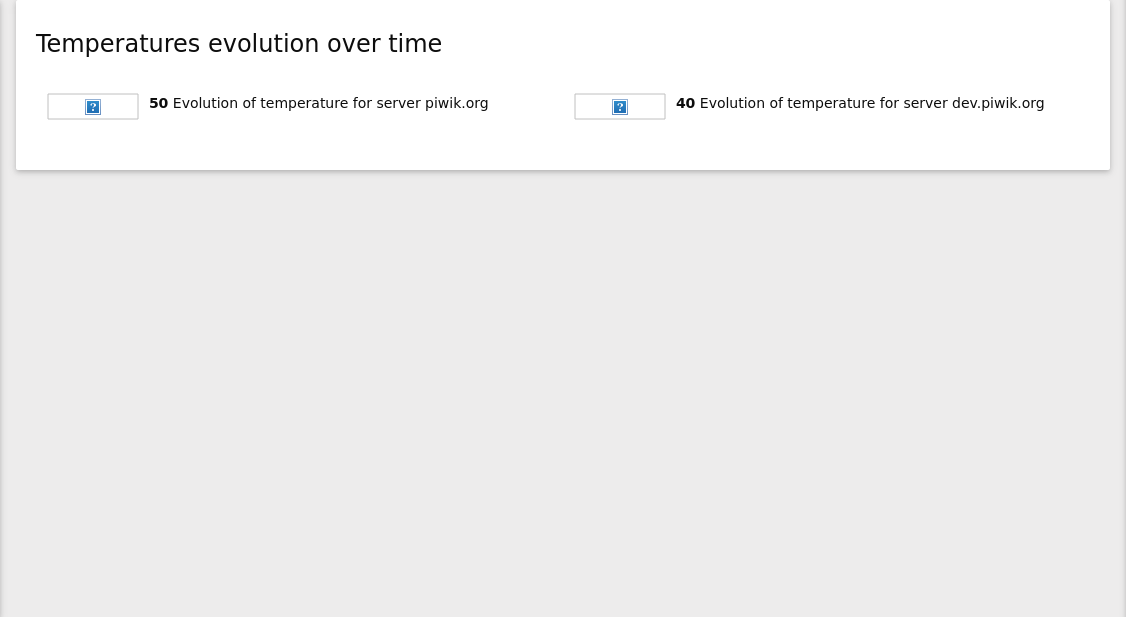 Temperatures evolution over time
? 50 Evolution of temperature for server piwik.org
? 40 Evolution of temperature for server dev.piwik.org